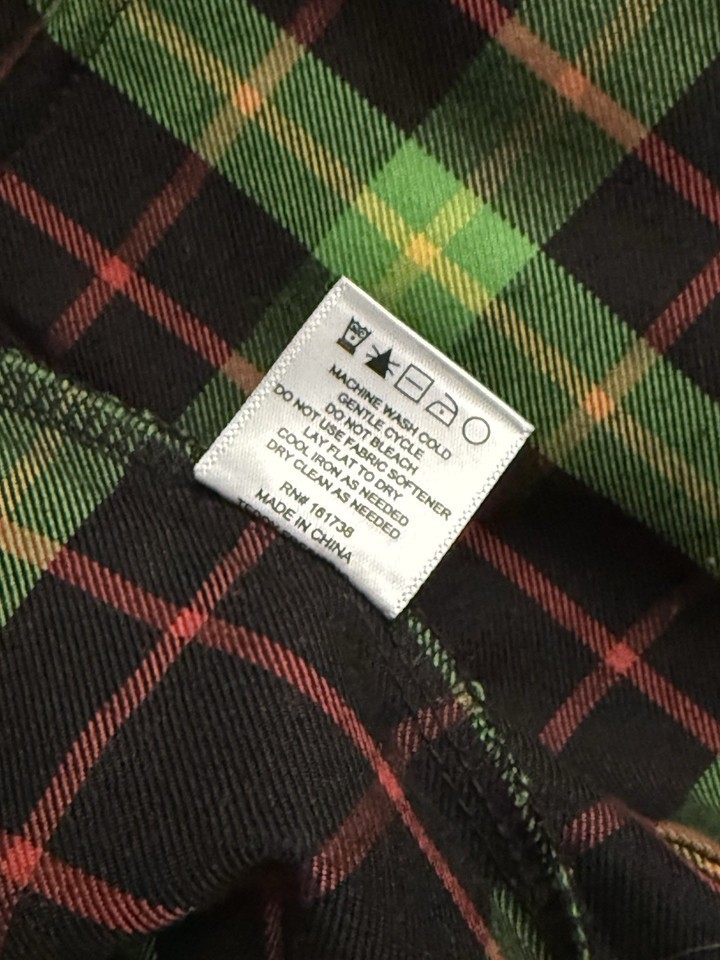 MACHINE WASH COLD
GENTLE CYCLE
DO NOT BLEACH
DO NOT USE FABRIC SOFTENER
LAY FLAT TO DRY
COOL IRON AS NEEDED
DRY CLEAN AS NEEDED
RN# 161738
MADE IN CHINA